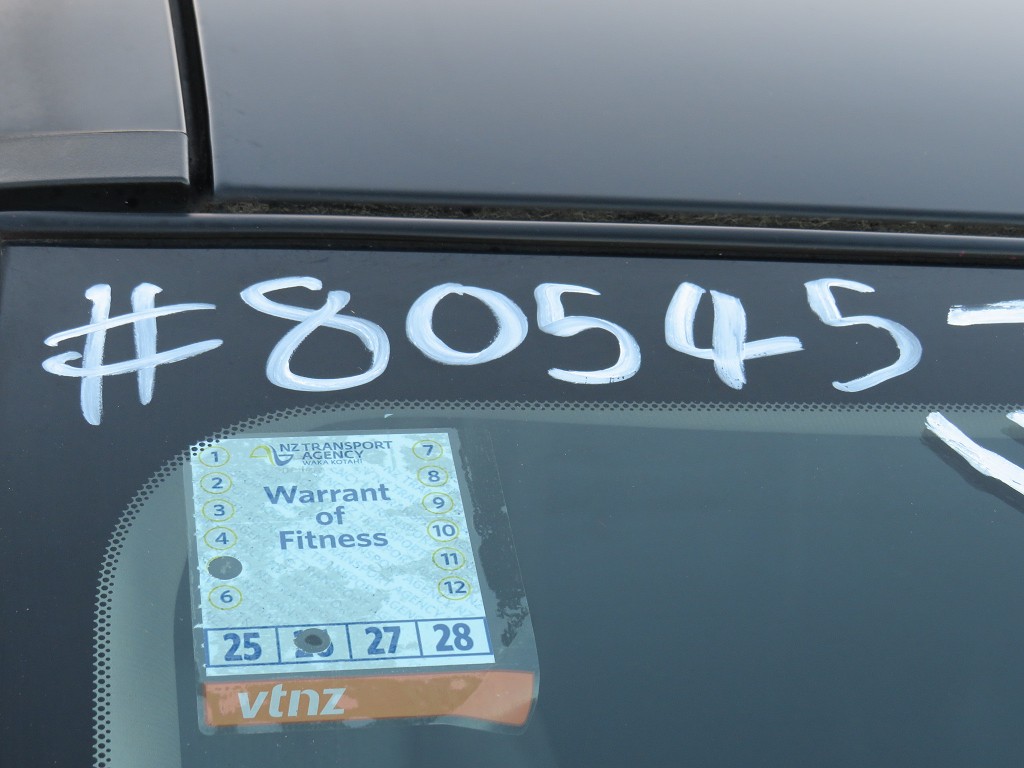 #80545
NZ TRANSPORT
AGENCY
WAKA KOTAHI
Warrant
of
Fitness
1
2
3
4
6
7
8
9
10
11
12
25 26 27 28
vtnz